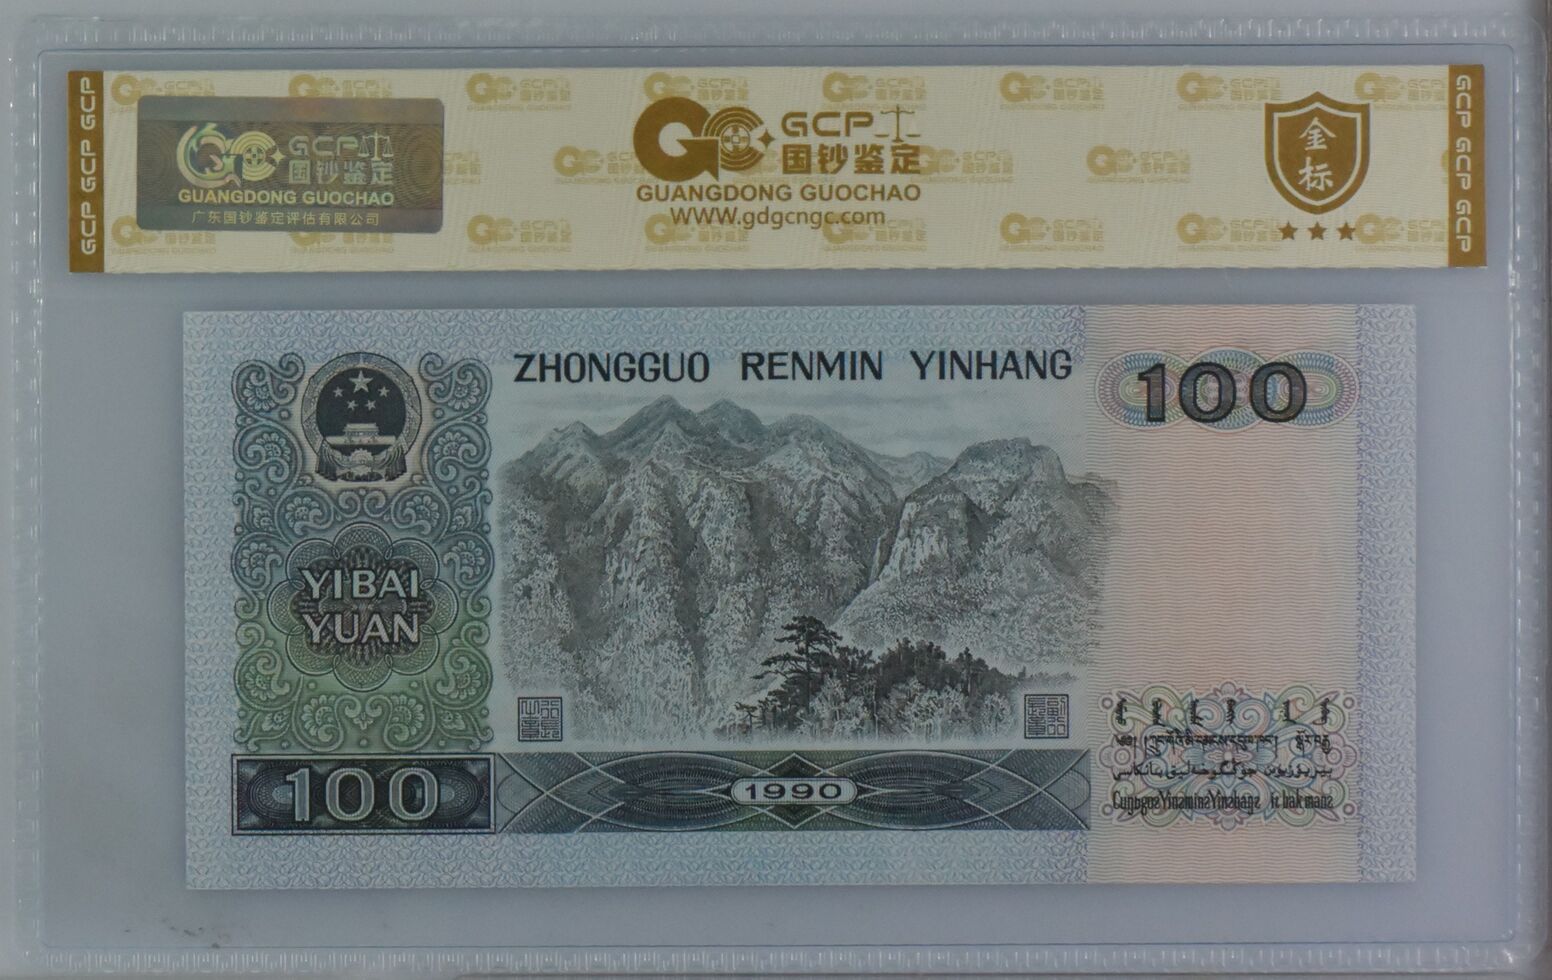 GCP GCP GCP
GCP 国钞鉴定
GUANGDONG GUOCHAO
广东国钞鉴定评估有限公司
GCP
国钞鉴定
GUANGDONG GUOCHAO
WWW.gdgcngc.com
金标
GCP GCP GCP
ZHONGGUO RENMIN YINHANG
100
YIBAI
YUAN
100
1990